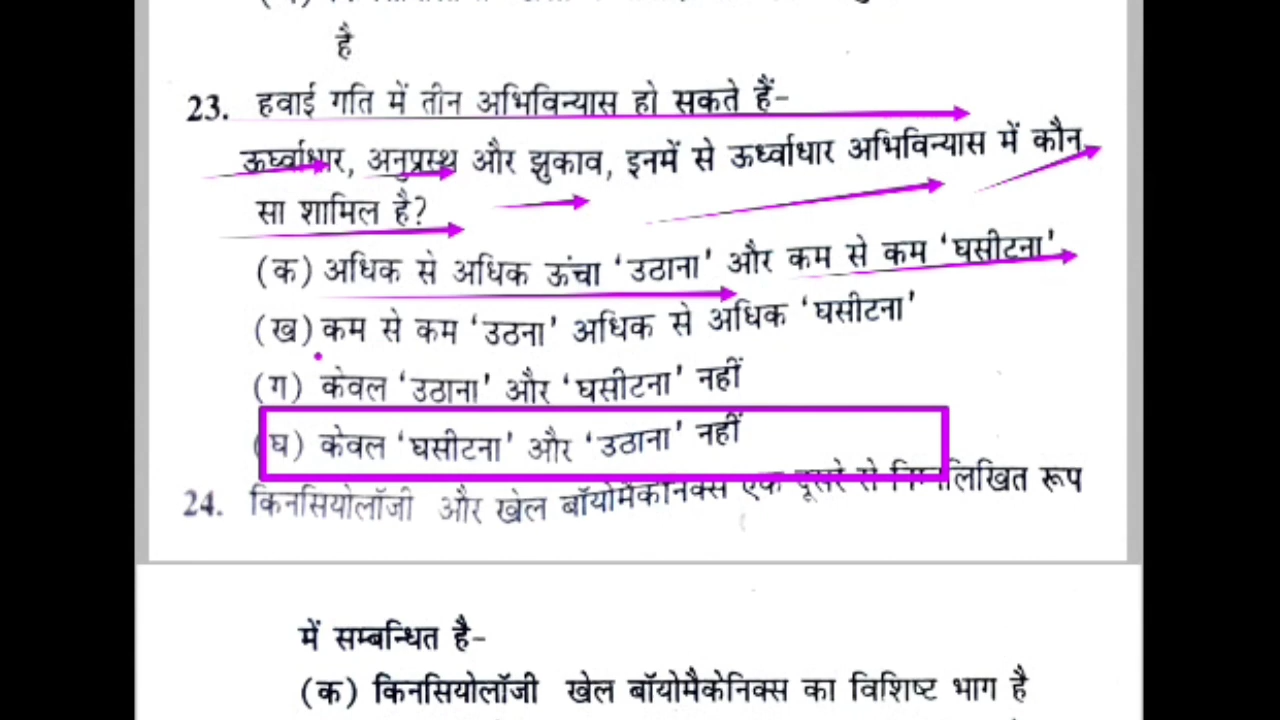 है
23. हवाई गति में तीन अभिविन्यास हो सकते हैं-
ऊर्ध्वाधार, अनुप्रस्थ और झुकाव, इनमें से ऊर्ध्वाधार अभिविन्यास में कौन
सा शामिल है?
(क) अधिक से अधिक ऊंचा 'उठाना' और कम से कम 'घसीटना'
(ख) कम से कम 'उठना' अधिक से अधिक 'घसीटना'
(ग) केवल 'उठाना' और 'घसीटना' नहीं
(घ) केवल 'घसीटना' और 'उठाना' नहीं
24. किनसियोलॉजी और खेल बॉयोमैकेनिक्स एक दूसरे से निम्नलिखित रूप
में सम्बन्धित है-
(क) किनसियोलॉजी खेल बॉयोमैकेनिक्स का विशिष्ट भाग है